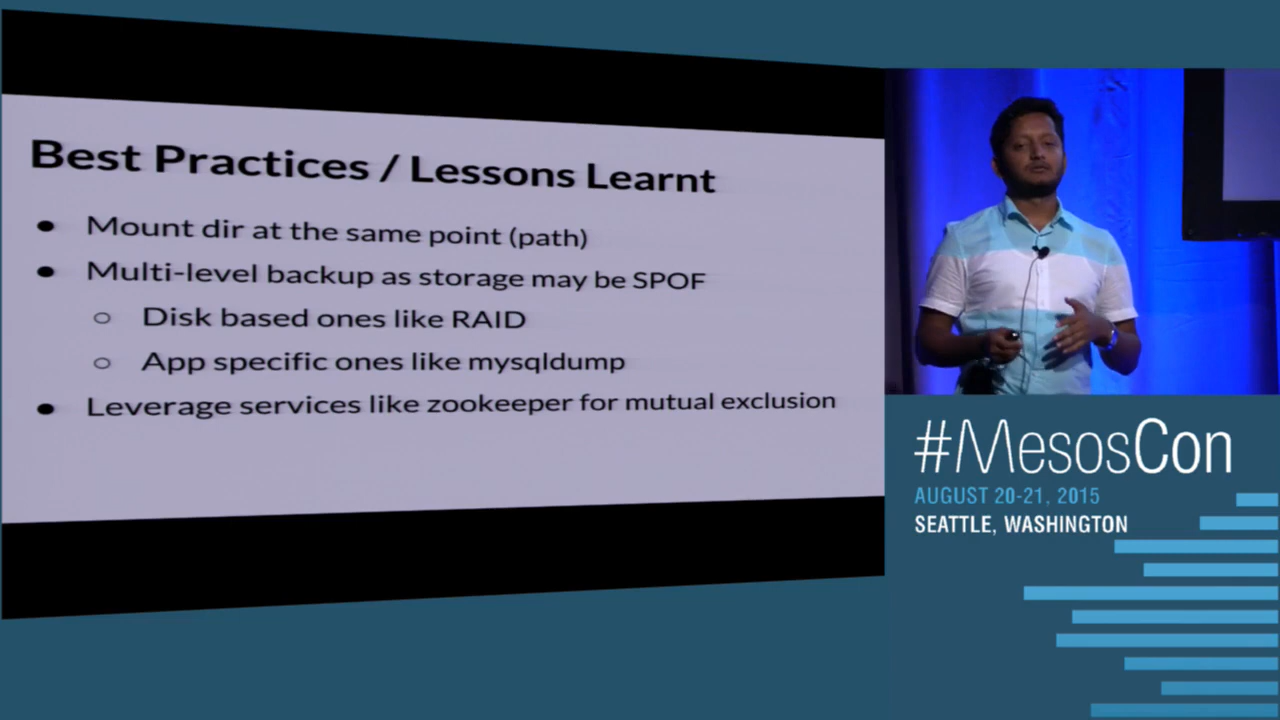 Best Practices / Lessons Learnt
● Mount dir at the same point (path)
● Multi-level backup as storage may be SPOF
○ Disk based ones like RAID
○ App specific ones like mysqldump
● Leverage services like zookeeper for mutual exclusion
#MesosCon
AUGUST 20-21, 2015
SEATTLE, WASHINGTON